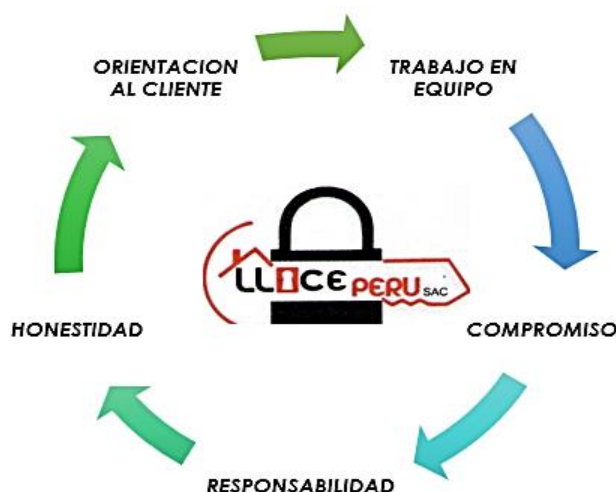 ORIENTACION
AL CLIENTE
TRABAJO EN
EQUIPO
LLICE PERU SAC
HONESTIDAD
COMPROMISO
RESPONSABILIDAD